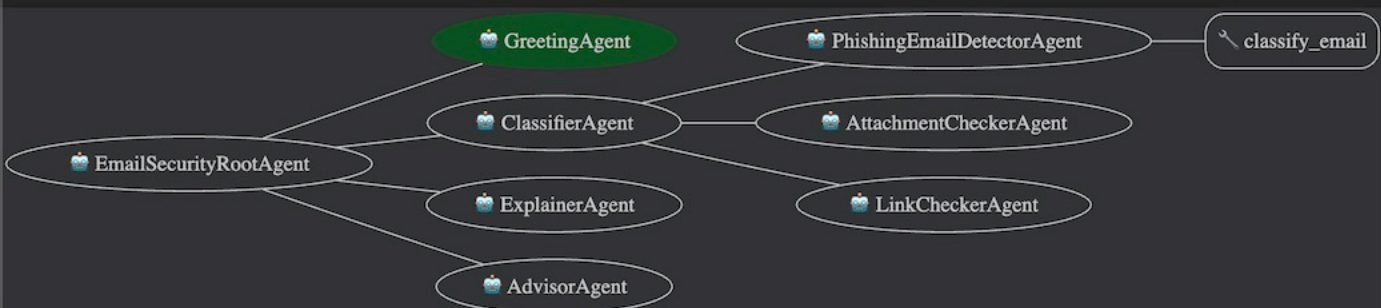 GreetingAgent
PhishingEmailDetectorAgent
classify_email
ClassifierAgent
AttachmentCheckerAgent
EmailSecurityRootAgent
ExplainerAgent
LinkCheckerAgent
AdvisorAgent